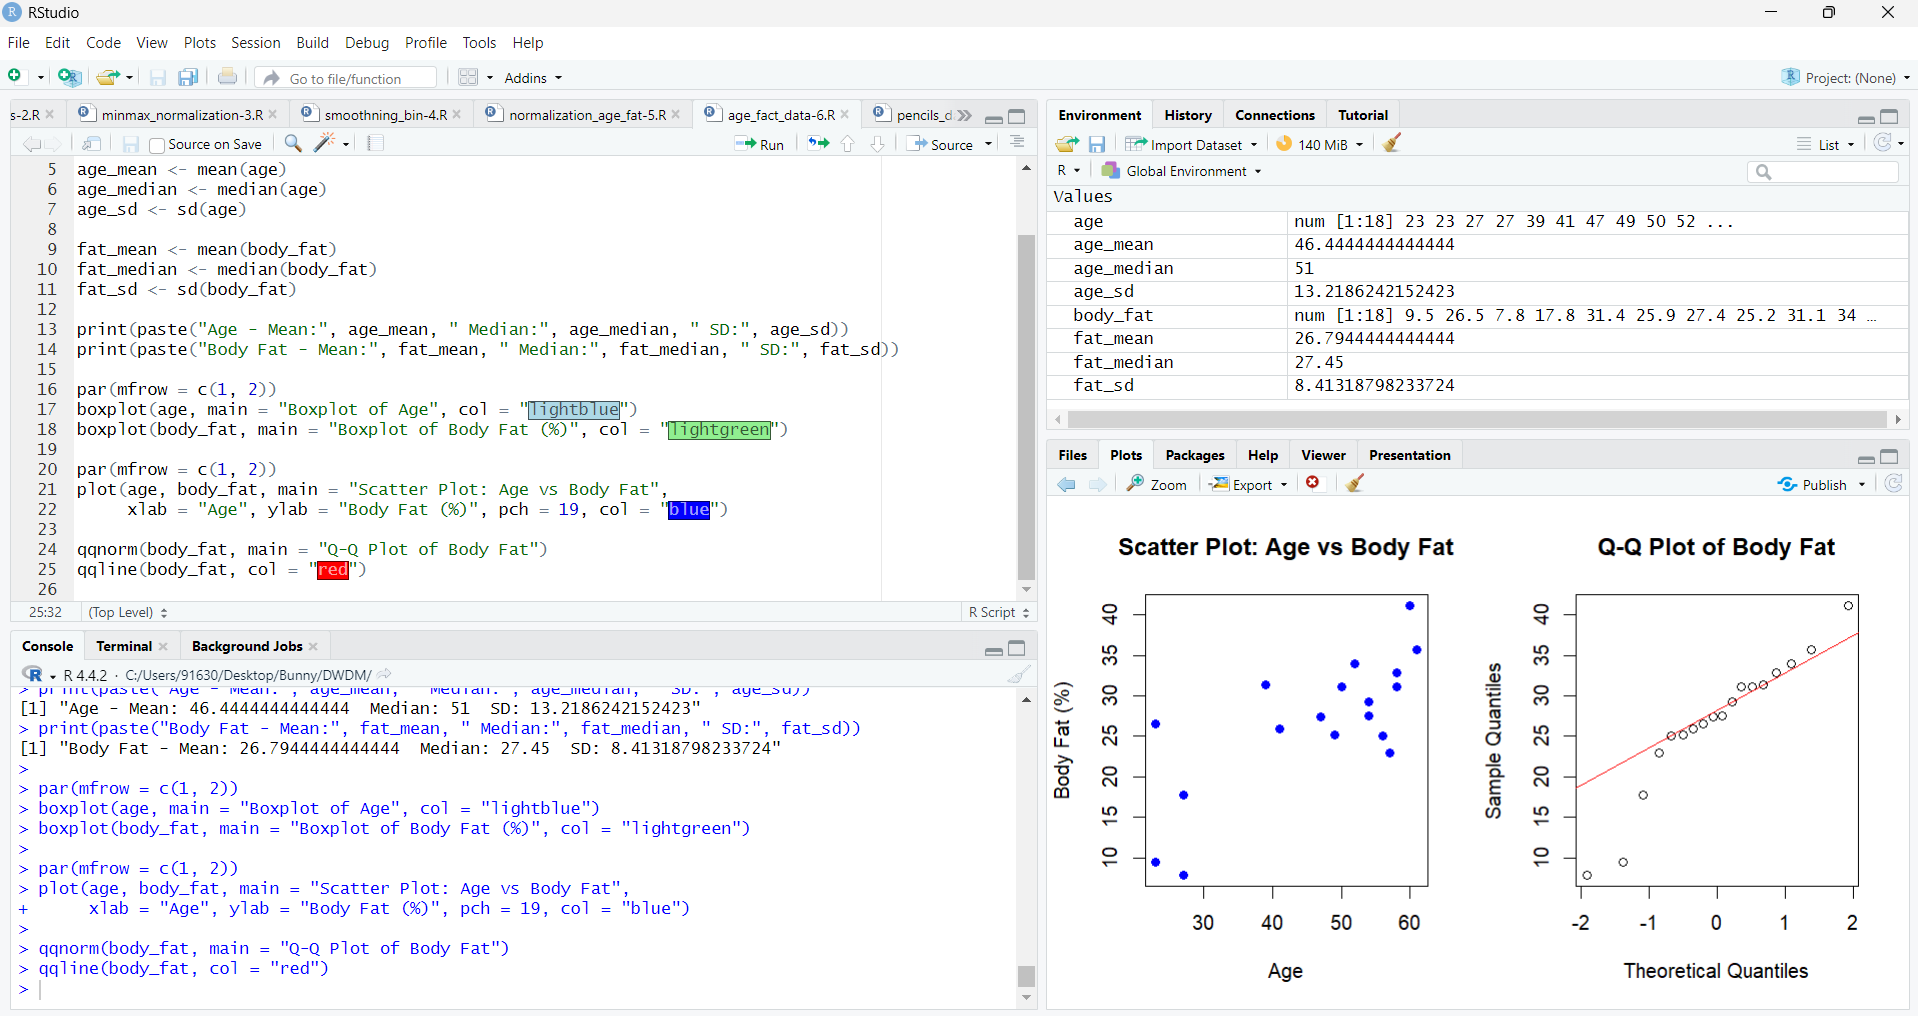 RStudio
File Edit Code View Plots Session Build Debug Profile Tools Help
Go to file/function Addins Project: (None)
s-2.R minmax_normalization-3.R smoothning_bin-4.R normalization_age_fat-5.R age_fact_data-6.R pencils_d
Source on Save Run Source
5 age_mean <- mean(age)
6 age_median <- median(age)
7 age_sd <- sd(age)
8
9 fat_mean <- mean(body_fat)
10 fat_median <- median(body_fat)
11 fat_sd <- sd(body_fat)
12
13 print(paste("Age - Mean:", age_mean, " Median:", age_median, " SD:", age_sd))
14 print(paste("Body Fat - Mean:", fat_mean, " Median:", fat_median, " SD:", fat_sd))
15
16 par(mfrow = c(1, 2))
17 boxplot(age, main = "Boxplot of Age", col = "lightblue")
18 boxplot(body_fat, main = "Boxplot of Body Fat (%)", col = "lightgreen")
19
20 par(mfrow = c(1, 2))
21 plot(age, body_fat, main = "Scatter Plot: Age vs Body Fat",
22 xlab = "Age", ylab = "Body Fat (%)", pch = 19, col = "blue")
23
24 qqnorm(body_fat, main = "Q-Q Plot of Body Fat")
25 qqline(body_fat, col = "red")
26
25:32 (Top Level) R Script
Console Terminal Background Jobs
R 4.4.2 · C:/Users/91630/Desktop/Bunny/DWDM/
> print(paste("Age - Mean:", age_mean, " Median:", age_median, " SD:", age_sd))
[1] "Age - Mean: 46.4444444444444  Median: 51  SD: 13.2186242152423"
> print(paste("Body Fat - Mean:", fat_mean, " Median:", fat_median, " SD:", fat_sd))
[1] "Body Fat - Mean: 26.7944444444444  Median: 27.45  SD: 8.41318798233724"
>
> par(mfrow = c(1, 2))
> boxplot(age, main = "Boxplot of Age", col = "lightblue")
> boxplot(body_fat, main = "Boxplot of Body Fat (%)", col = "lightgreen")
>
> par(mfrow = c(1, 2))
> plot(age, body_fat, main = "Scatter Plot: Age vs Body Fat",
+ xlab = "Age", ylab = "Body Fat (%)", pch = 19, col = "blue")
>
> qqnorm(body_fat, main = "Q-Q Plot of Body Fat")
> qqline(body_fat, col = "red")
>
Environment History Connections Tutorial
Import Dataset 140 MiB List
R Global Environment
Values
age num [1:18] 23 23 27 27 39 41 47 49 50 52 ...
age_mean 46.4444444444444
age_median 51
age_sd 13.2186242152423
body_fat num [1:18] 9.5 26.5 7.8 17.8 31.4 25.9 27.4 25.2 31.1 34 …
fat_mean 26.7944444444444
fat_median 27.45
fat_sd 8.41318798233724
Files Plots Packages Help Viewer Presentation
Zoom Export Publish
Scatter Plot: Age vs Body Fat
Body Fat (%)
40
35
30
25
20
15
10
30 40 50 60
Age
Q-Q Plot of Body Fat
Sample Quantiles
40
35
30
25
20
15
10
-2 -1 0 1 2
Theoretical Quantiles